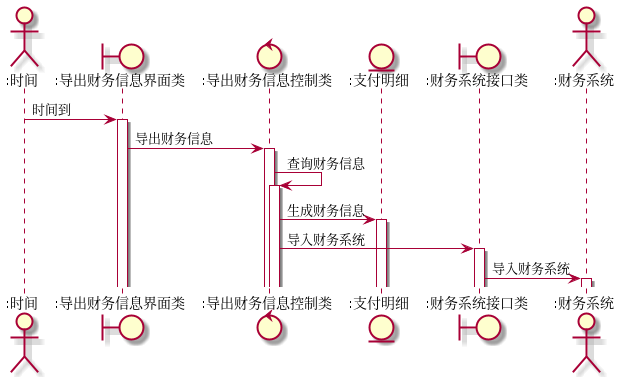 :时间 :导出财务信息界面类 :导出财务信息控制类 :支付明细 :财务系统接口类 :财务系统
时间到
导出财务信息
查询财务信息
生成财务信息
导入财务系统
导入财务系统
:时间 :导出财务信息界面类 :导出财务信息控制类 :支付明细 :财务系统接口类 :财务系统